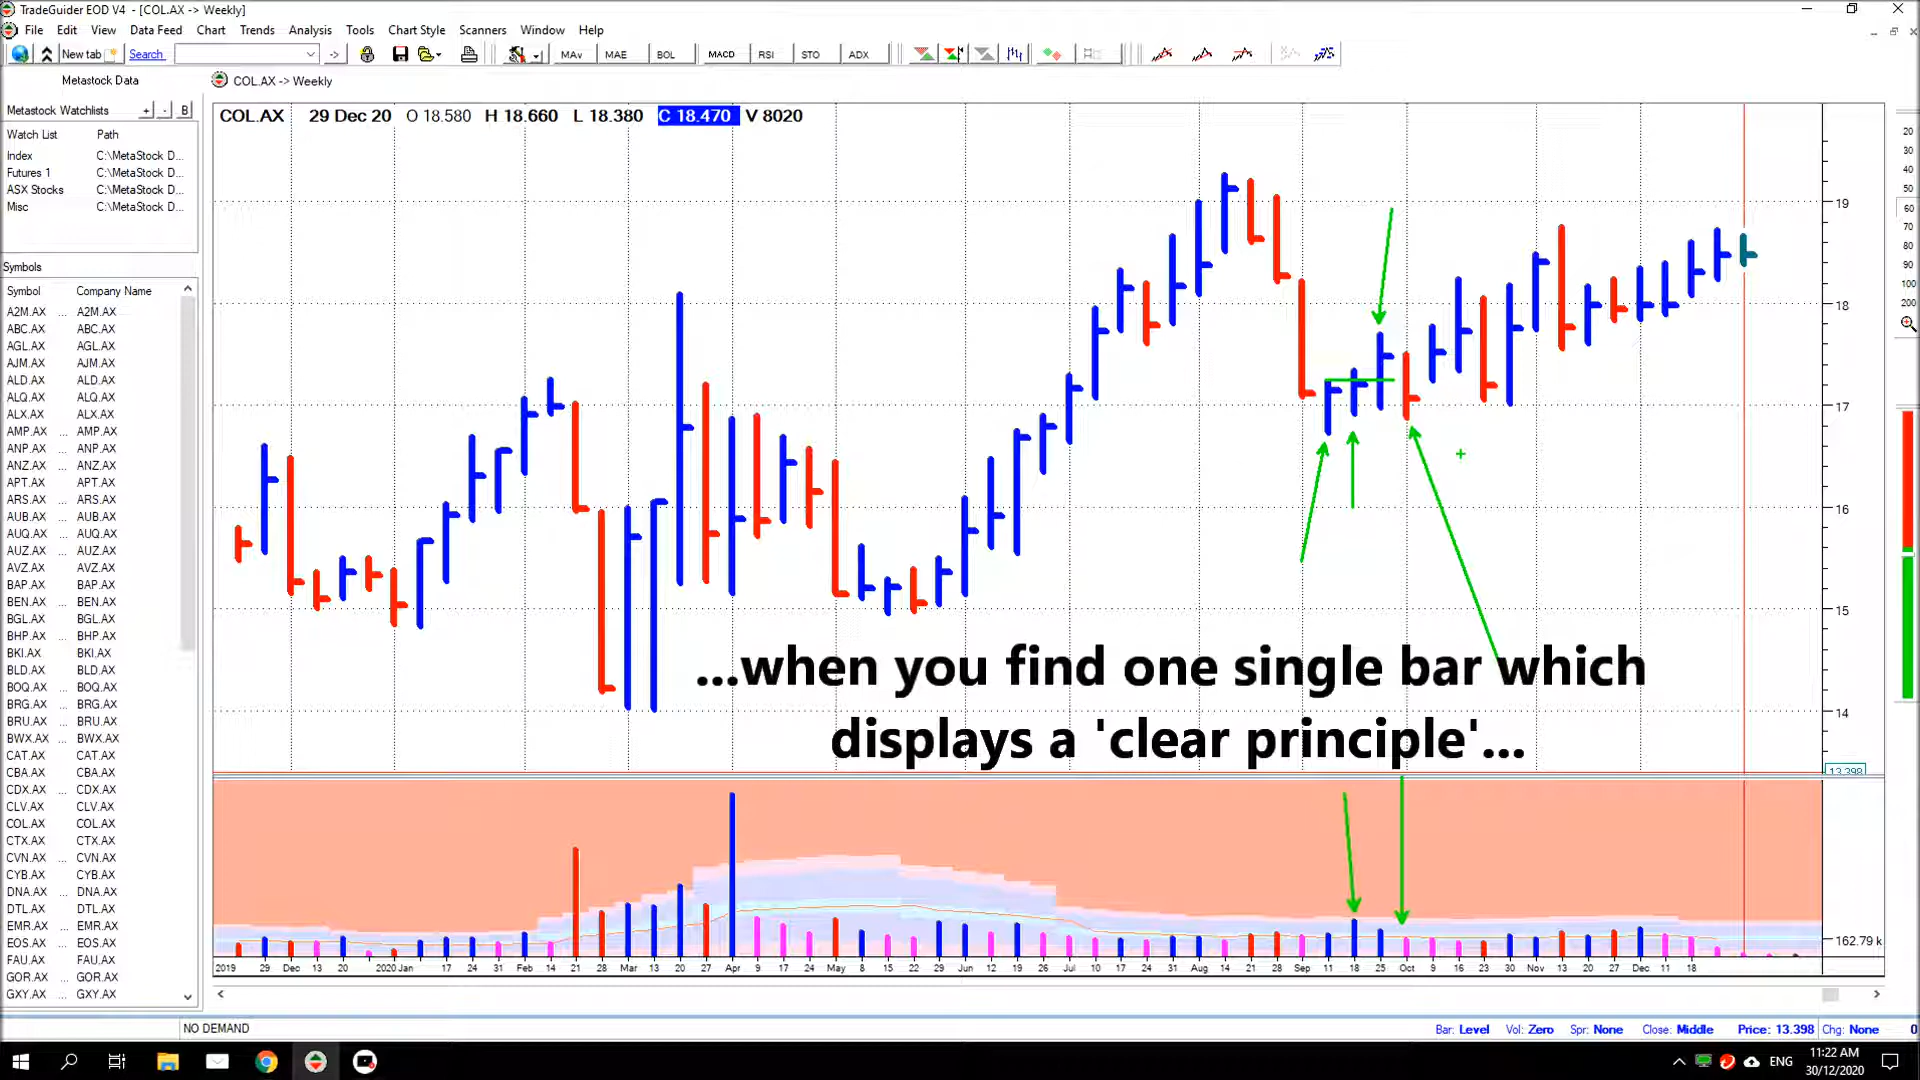 TradeGuider EOD V4 - [COL.AX -> Weekly]
File Edit View Data Feed Chart Trends Analysis Tools Chart Style Scanners Window Help
New tab Search -> MAv MAE BOL MACD RSI STO ADX
Metastock Data
COL.AX -> Weekly
Metastock Watchlists + - B
Watch List Path
Index C:\MetaStock D...
Futures 1 C:\MetaStock D...
ASX Stocks C:\MetaStock D...
Misc C:\MetaStock D...
Symbols
Symbol Company Name
A2M.AX ... A2M.AX
ABC.AX ABC.AX
AGL.AX AGL.AX
AJM.AX AJM.AX
ALD.AX ALD.AX
ALQ.AX ALQ.AX
ALX.AX ALX.AX
AMP.AX ... AMP.AX
ANP.AX ANP.AX
ANZ.AX ... ANZ.AX
APT.AX APT.AX
ARS.AX ... ARS.AX
AUB.AX ... AUB.AX
AUQ.AX ... AUQ.AX
AUZ.AX ... AUZ.AX
AVZ.AX AVZ.AX
BAP.AX ... BAP.AX
BEN.AX ... BEN.AX
BGL.AX BGL.AX
BHP.AX ... BHP.AX
BKI.AX BKI.AX
BLD.AX ... BLD.AX
BOQ.AX ... BOQ.AX
BRG.AX ... BRG.AX
BRU.AX ... BRU.AX
BWX.AX ... BWX.AX
CAT.AX CAT.AX
CBA.AX ... CBA.AX
CDX.AX ... CDX.AX
CLV.AX CLV.AX
COL.AX COL.AX
CTX.AX CTX.AX
CVN.AX ... CVN.AX
CYB.AX CYB.AX
DNA.AX ... DNA.AX
DTL.AX DTL.AX
EMR.AX ... EMR.AX
EOS.AX ... EOS.AX
FAU.AX FAU.AX
GOR.AX ... GOR.AX
GXY.AX ... GXY.AX
COL.AX 29 Dec 20 O 18.580 H 18.660 L 18.380 C 18.470 V 8020
19
18
17
16
15
14
13.398
20
30
40
50
60
70
80
90
100
200
...when you find one single bar which
displays a 'clear principle'...
162.79 k
2019 29 Dec 13 20 2020 Jan 17 24 Feb 14 21 28 Mar 13 20 27 Apr 9 17 24 May 8 15 22 29 Jun 12 19 26 Jul 10 17 24 31 Aug 14 21 28 Sep 11 18 25 Oct 9 16 23 30 Nov 13 20 27 Dec 11 18
NO DEMAND
Bar: Level Vol: Zero Spr: None Close: Middle Price: 13.398 Chg: None 0
ENG
11:22 AM
30/12/2020